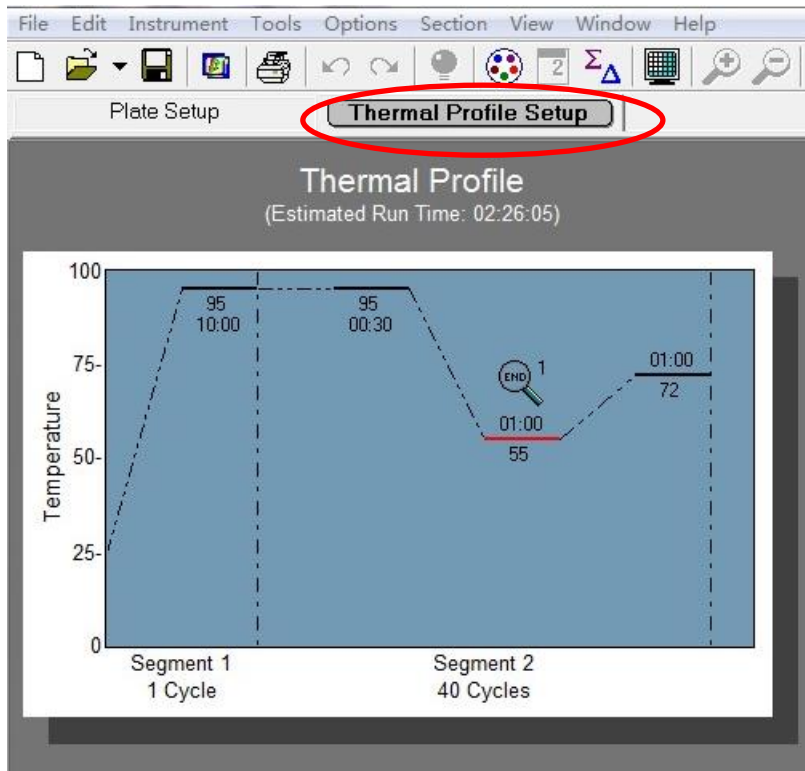 File Edit Instrument Tools Options Section View Window Help
2 Σ Δ
Plate Setup Thermal Profile Setup
Thermal Profile
(Estimated Run Time: 02:26:05)
100
95 95
10:00 00:30
75-
END 1
01:00
72
Temperature
01:00
50-
55
25-
0
Segment 1 Segment 2
1 Cycle 40 Cycles